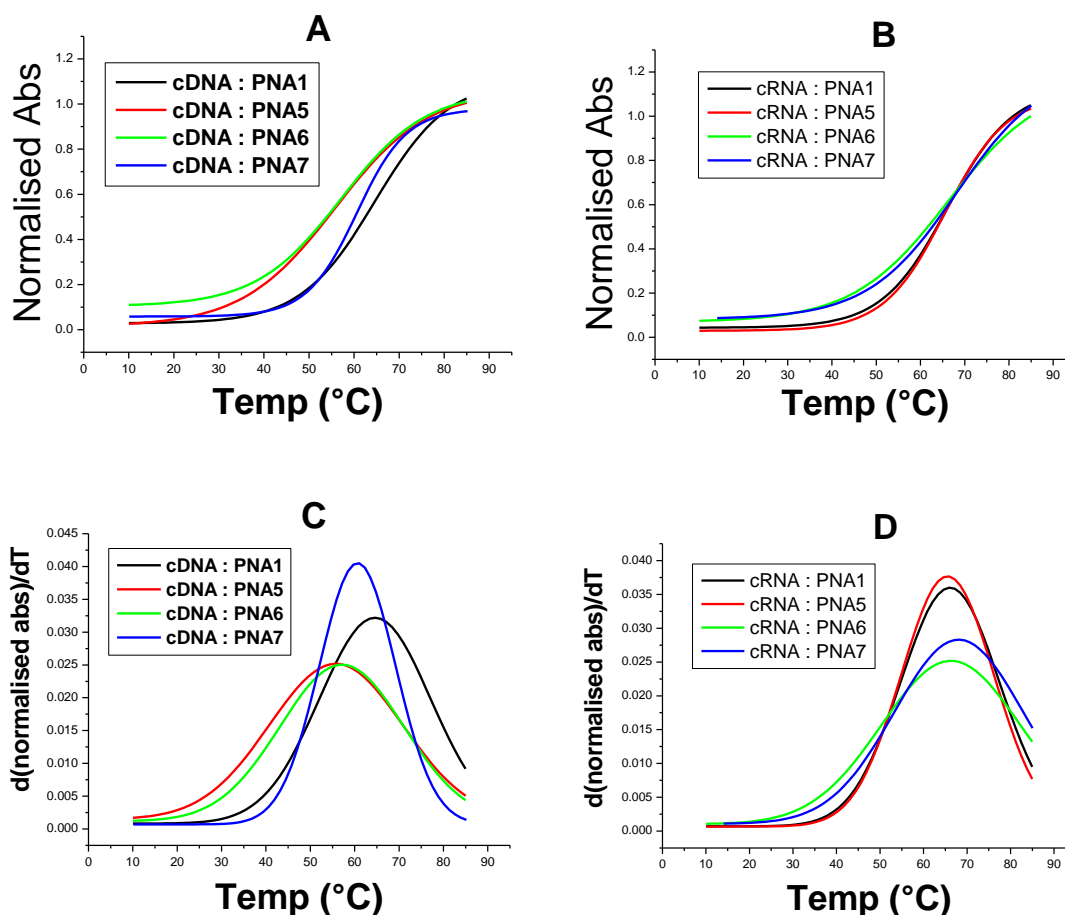 A
Normalised Abs
1.2
1.0
0.8
0.6
0.4
0.2
0.0
cDNA : PNA1
cDNA : PNA5
cDNA : PNA6
cDNA : PNA7
0 10 20 30 40 50 60 70 80 90
Temp (°C)
B
Normalised Abs
1.2
1.0
0.8
0.6
0.4
0.2
0.0
cRNA : PNA1
cRNA : PNA5
cRNA : PNA6
cRNA : PNA7
0 10 20 30 40 50 60 70 80 90
Temp (°C)
C
d(normalised abs)/dT
0.045
0.040
0.035
0.030
0.025
0.020
0.015
0.010
0.005
0.000
cDNA : PNA1
cDNA : PNA5
cDNA : PNA6
cDNA : PNA7
0 10 20 30 40 50 60 70 80 90
Temp (°C)
D
d(normalised abs)/dT
0.040
0.035
0.030
0.025
0.020
0.015
0.010
0.005
0.000
cRNA : PNA1
cRNA : PNA5
cRNA : PNA6
cRNA : PNA7
0 10 20 30 40 50 60 70 80 90
Temp (°C)